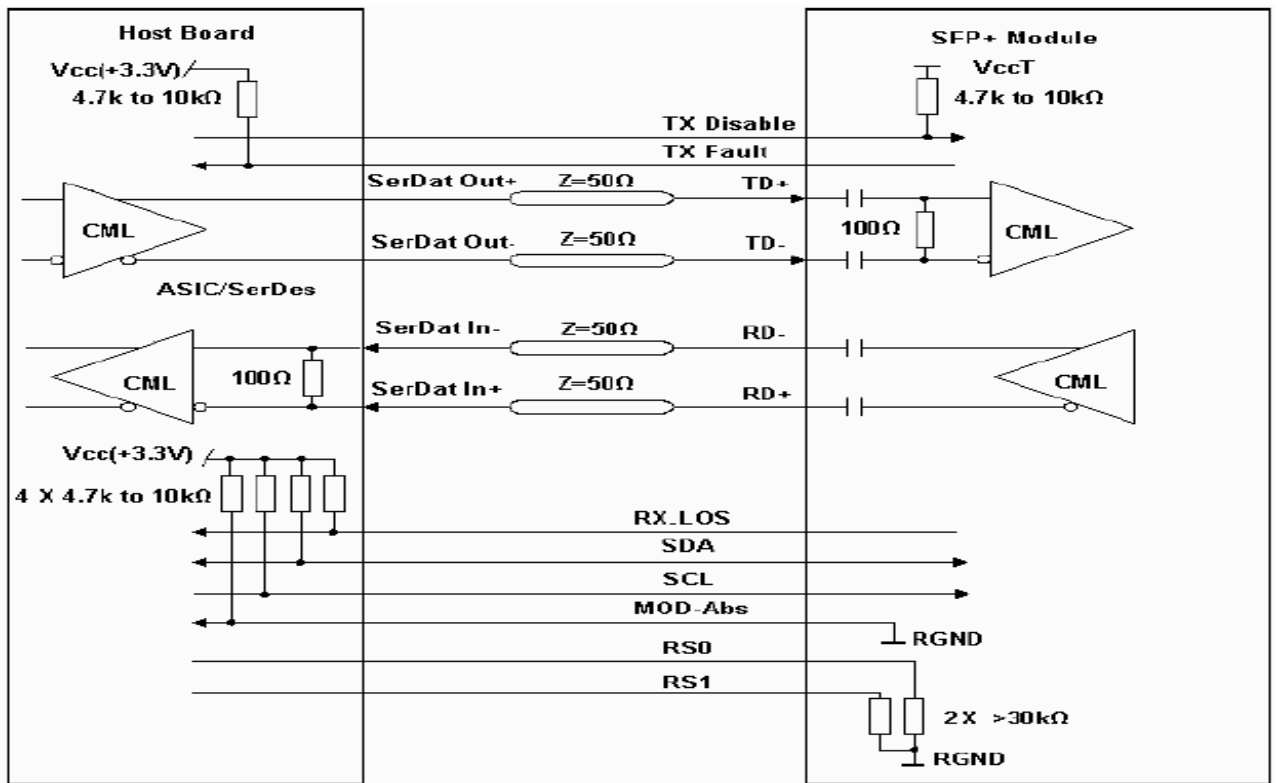 Host Board
SFP+ Module
Vcc(+3.3V)
VccT
4.7k to 10kΩ
4.7k to 10kΩ
TX Disable
TX Fault
SerDat Out+
Z=50Ω
TD+
CML
100Ω
CML
SerDat Out-
Z=50Ω
TD-
ASIC/SerDes
SerDat In-
Z=50Ω
RD-
CML
100Ω
CML
SerDat In+
Z=50Ω
RD+
Vcc(+3.3V)
4 X 4.7k to 10kΩ
RX_LOS
SDA
SCL
MOD-Abs
RGND
RS0
RS1
2X >30kΩ
RGND